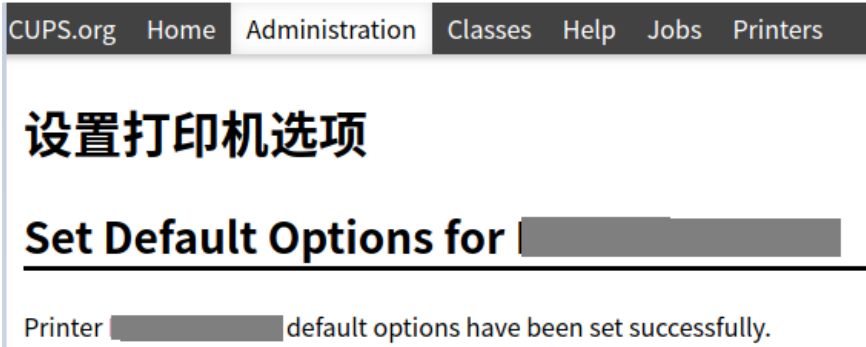 CUPS.org Home Administration Classes Help Jobs Printers
设置打印机选项
Set Default Options for
Printer default options have been set successfully.